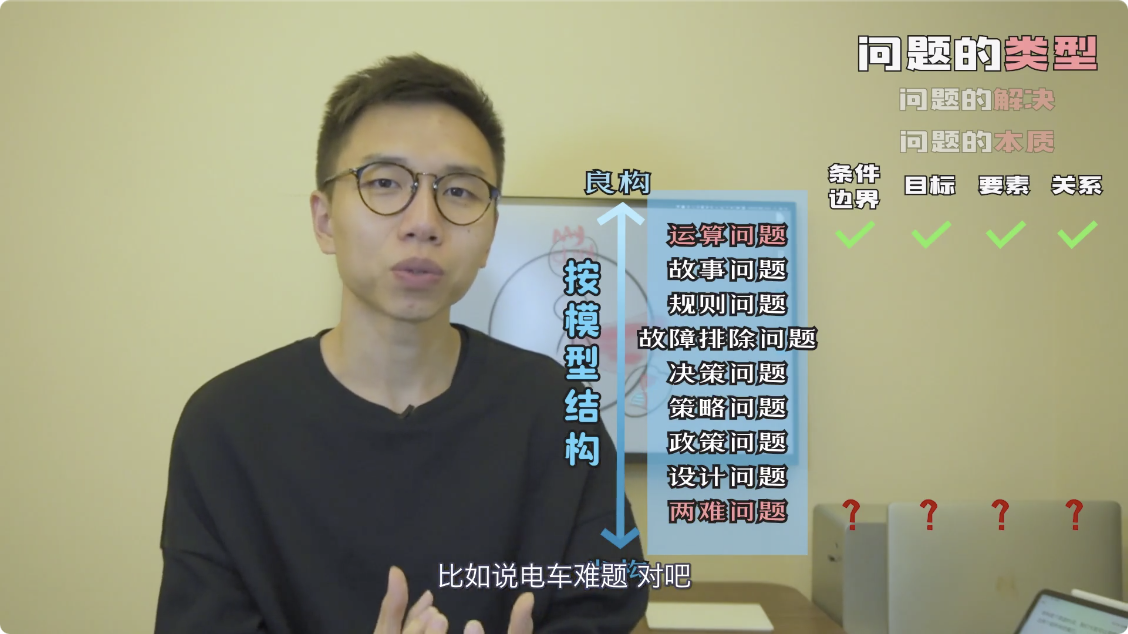 问题的类型
问题的解决
问题的本质
条件边界
目标
要素
关系
良构
按模型结构
运算问题
故事问题
规则问题
故障排除问题
决策问题
策略问题
政策问题
设计问题
两难问题
? ? ? ?
比如说电车难题 对吧